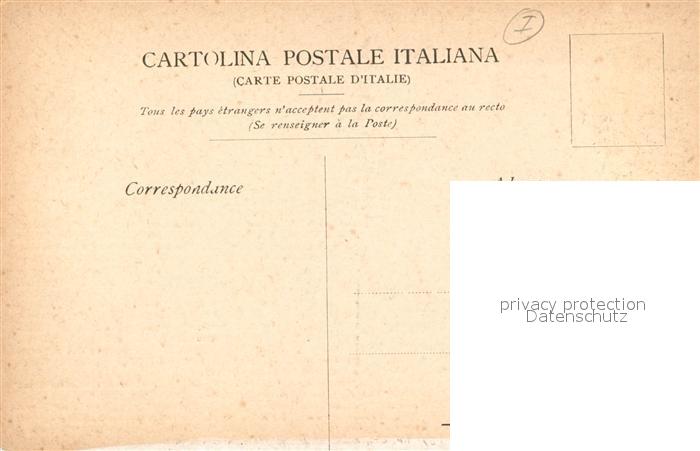 I
CARTOLINA POSTALE ITALIANA
(CARTE POSTALE D'ITALIE)
Tous les pays étrangers n'acceptent pas la correspondance au recto
(Se renseigner à la Poste)
Correspondance
privacy protection
Datenschutz